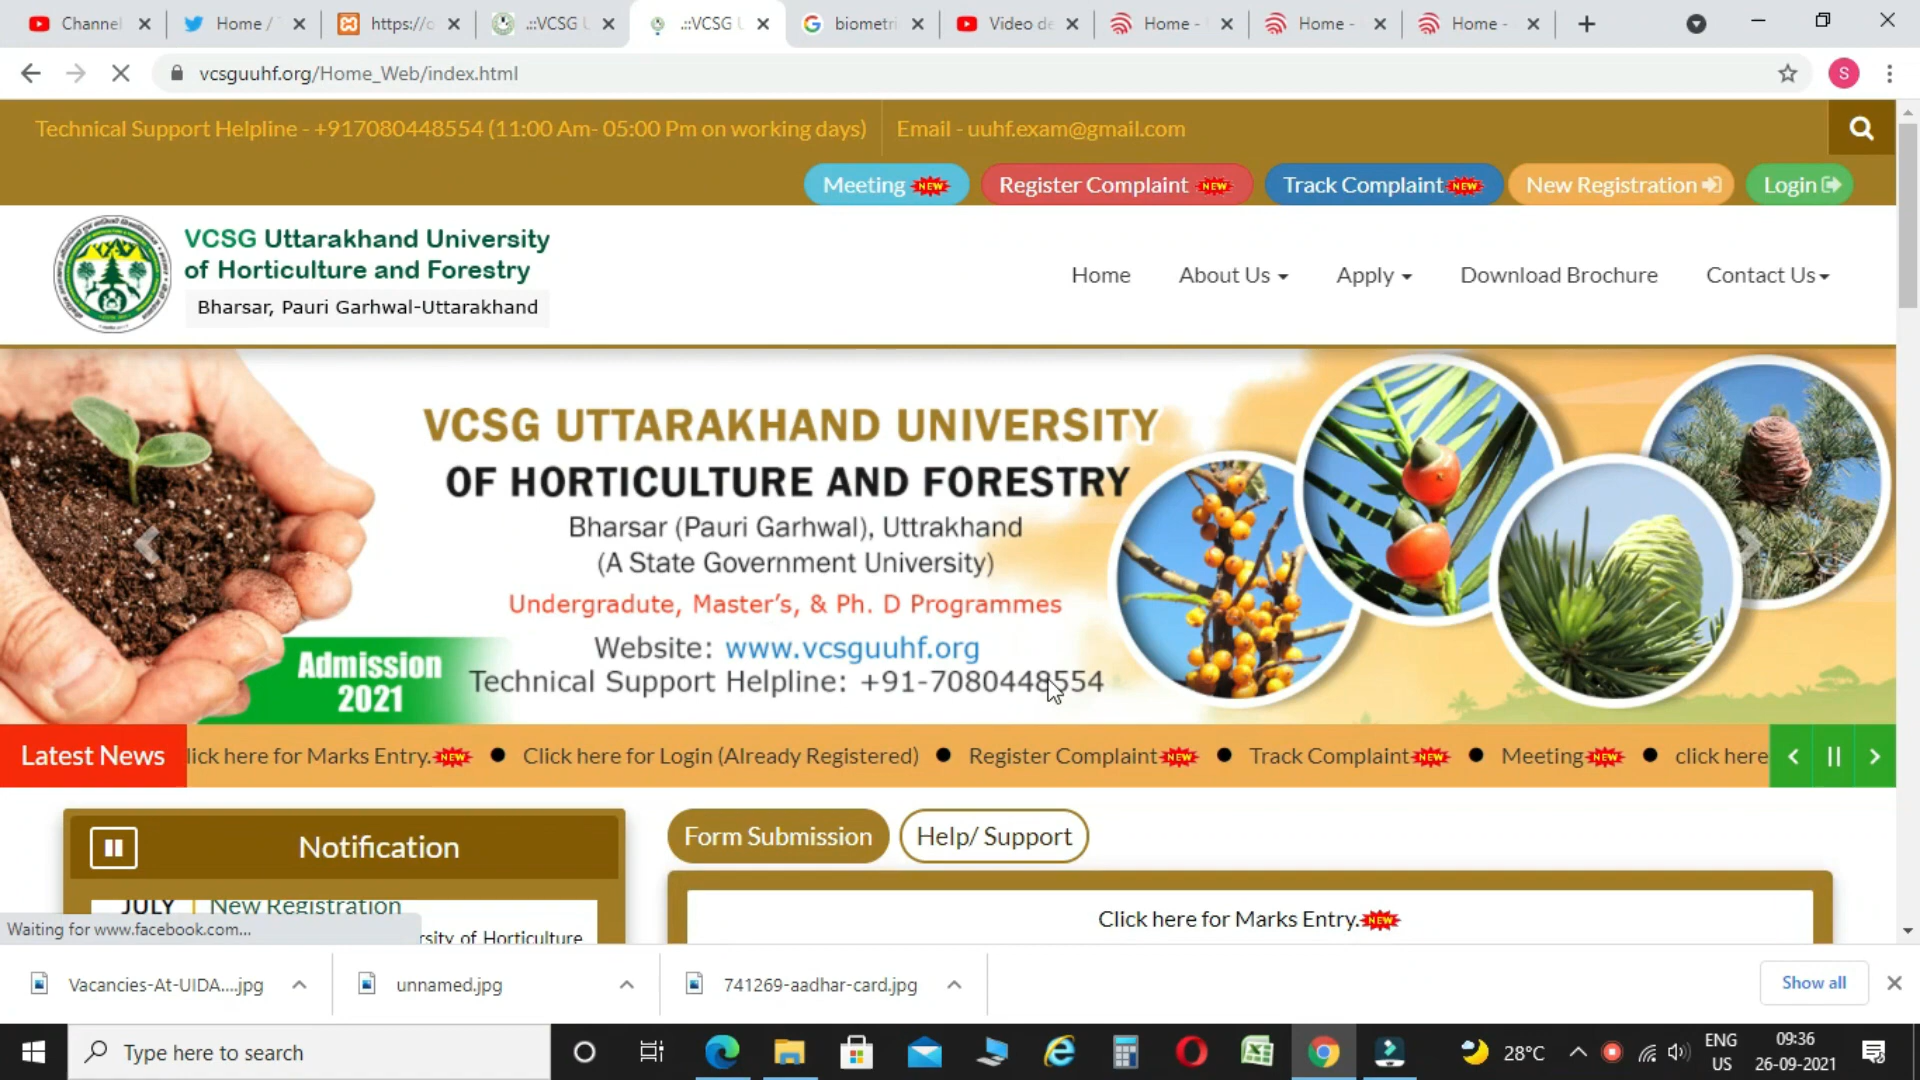 Channel
Home /
https://o
.::VCSG U
.::VCSG U
biometri
Video de
Home -
Home -
Home -
vcsguuhf.org/Home_Web/index.html
S
Technical Support Helpline - +917080448554 (11:00 Am- 05:00 Pm on working days)
Email - uuhf.exam@gmail.com
Meeting NEW
Register Complaint NEW
Track Complaint NEW
New Registration
Login
VCSG Uttarakhand University
of Horticulture and Forestry
Bharsar, Pauri Garhwal-Uttarakhand
Home
About Us
Apply
Download Brochure
Contact Us
VCSG UTTARAKHAND UNIVERSITY
OF HORTICULTURE AND FORESTRY
Bharsar (Pauri Garhwal), Uttrakhand
(A State Government University)
Undergradute, Master's, & Ph. D Programmes
Website: www.vcsguuhf.org
Technical Support Helpline: +91-7080448554
Admission
2021
Latest News
lick here for Marks Entry. NEW ● Click here for Login (Already Registered) ● Register Complaint NEW ● Track Complaint NEW ● Meeting NEW ● click here
Notification
JULY
New Registration
rsity of Horticulture
Form Submission
Help/ Support
Click here for Marks Entry. NEW
Waiting for www.facebook.com...
Vacancies-At-UIDA....jpg
unnamed.jpg
741269-aadhar-card.jpg
Show all
Type here to search
28°C
ENG
US
09:36
26-09-2021